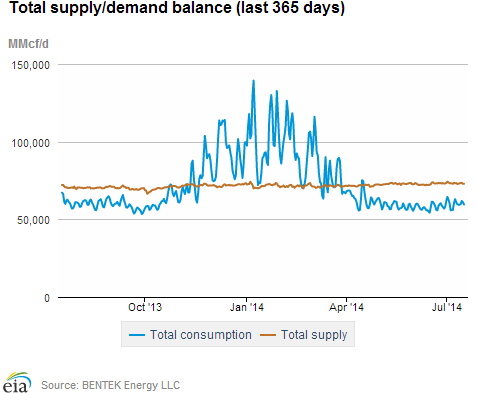 Total supply/demand balance (last 365 days)
MMcf/d
150,000
100,000
50,000
0
Oct '13 Jan '14 Apr '14 Jul '14
Total consumption Total supply
eia Source: BENTEK Energy LLC